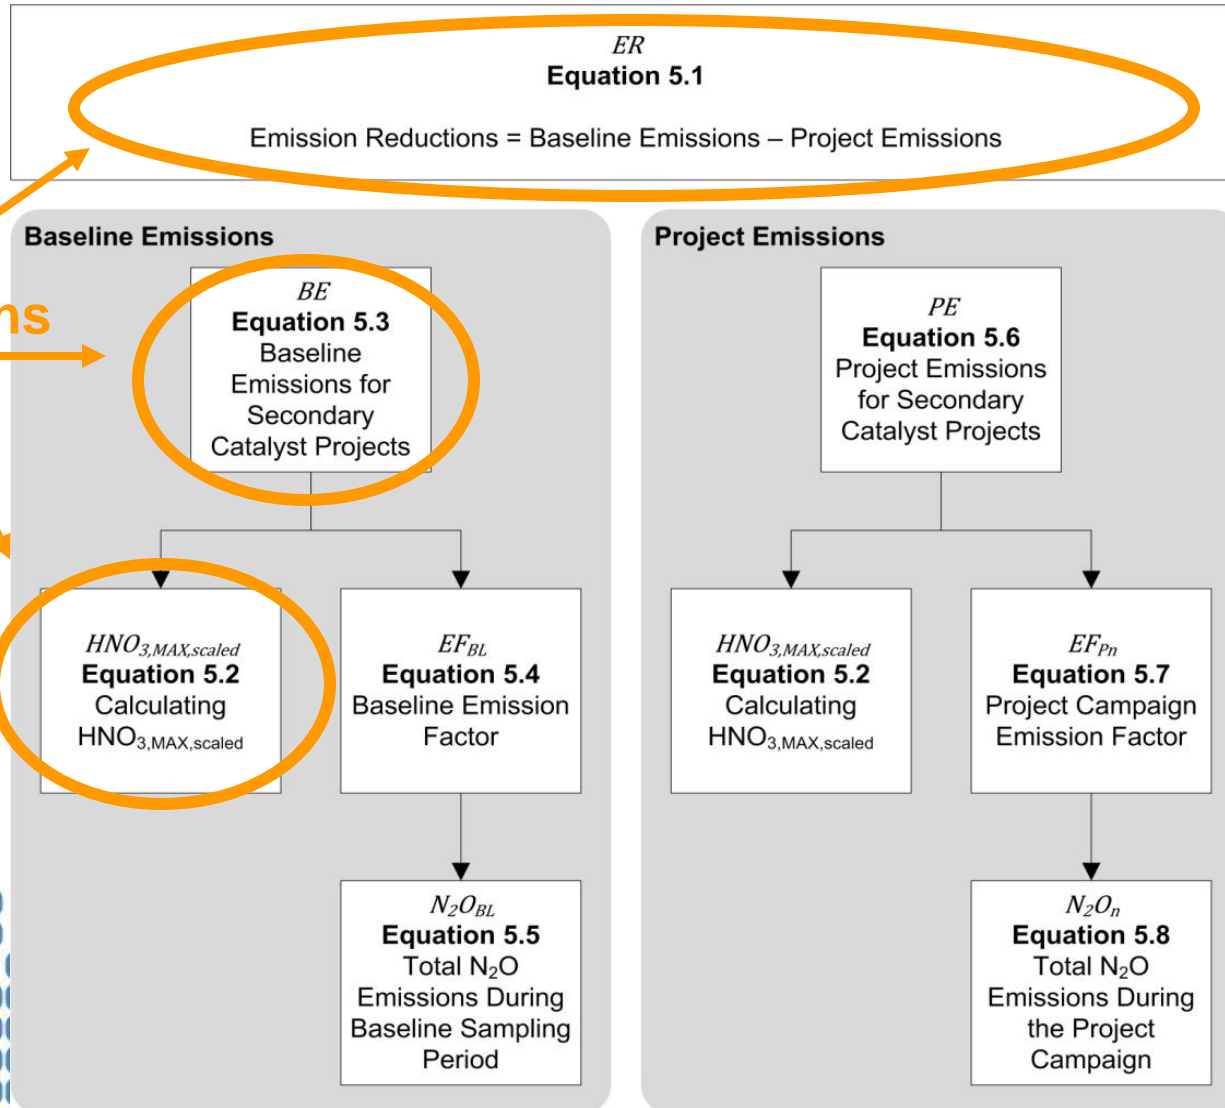 ER
Equation 5.1
Emission Reductions = Baseline Emissions – Project Emissions
Baseline Emissions
BE
Equation 5.3
Baseline
Emissions for
Secondary
Catalyst Projects
HNO3,MAX,scaled
Equation 5.2
Calculating
HNO3,MAX,scaled
EFBL
Equation 5.4
Baseline Emission
Factor
N2OBL
Equation 5.5
Total N2O
Emissions During
Baseline Sampling
Period
Project Emissions
PE
Equation 5.6
Project Emissions
for Secondary
Catalyst Projects
HNO3,MAX,scaled
Equation 5.2
Calculating
HNO3,MAX,scaled
EFPn
Equation 5.7
Project Campaign
Emission Factor
N2On
Equation 5.8
Total N2O
Emissions During
the Project
Campaign